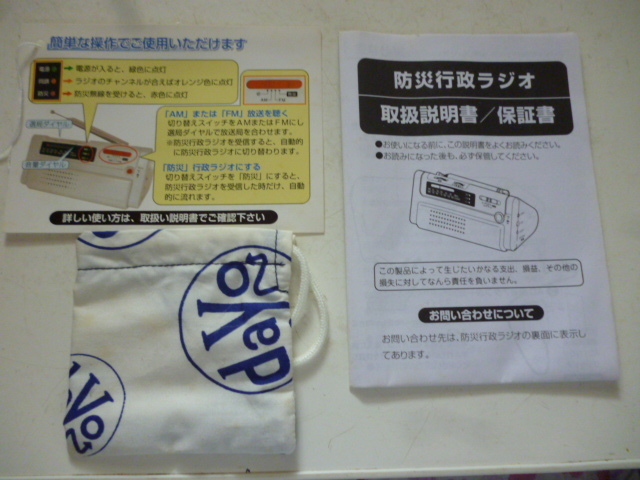 簡単な操作でご使用いただけます
電源が入ると、緑色に点灯
ラジオのチャンネルが合えばオレンジ色に点灯
防災無線を受けると、赤色に点灯
選局ダイヤル
音量ダイヤル
「AM」または「FM」放送を聴く
切り替えスイッチをAMまたはFMにし
選局ダイヤルで放送局を合わせます。
※防災行政ラジオを受信すると、自動的
に防災行政ラジオに切り替わります。
「防災」行政ラジオにする
切り替えスイッチを「防災」にすると、
防災行政ラジオを受信した時だけ、自動
的に流れます。
詳しい使い方は、取扱い説明書でご確認下さい
防災行政ラジオ
取扱説明書／保証書
●お使いになる前に、この説明書をよくお読みください。
●お読みになった後も、必ず保管してください。
この製品によって生じたいかなる支出、損益、その他の
損失に対してなんら責任を負いません。
お問い合わせについて
お問い合わせ先は、防災行政ラジオの裏面に表示し
てあります。